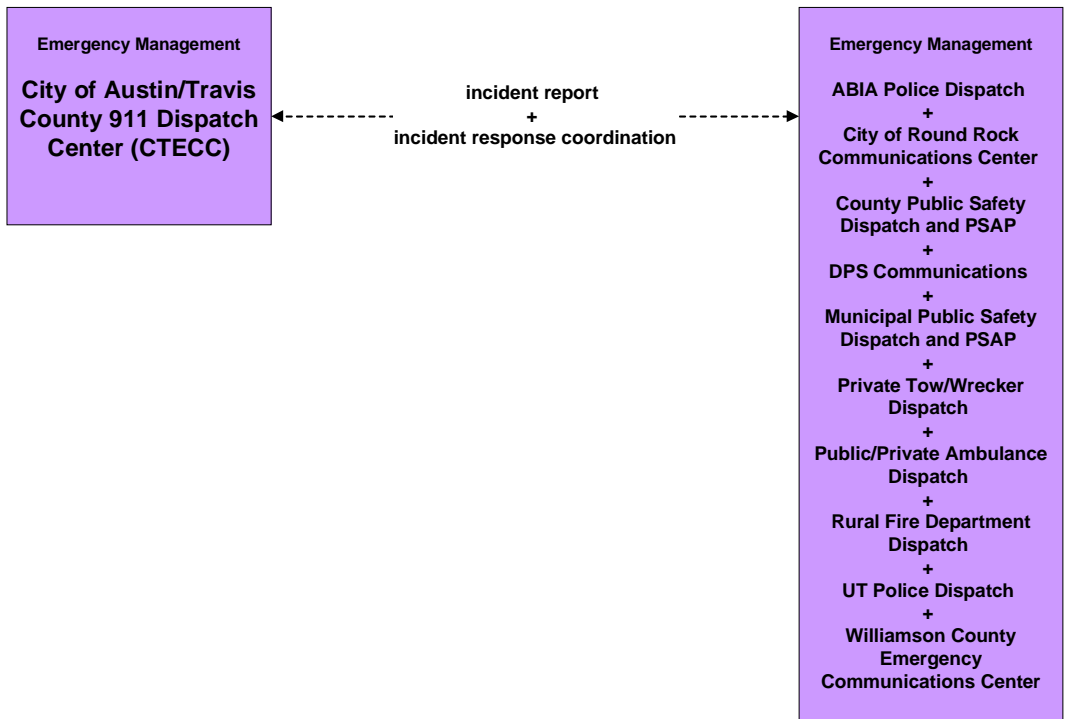 Emergency Management
City of Austin/Travis
County 911 Dispatch
Center (CTECC)
incident report
+
incident response coordination
Emergency Management
ABIA Police Dispatch
+
City of Round Rock
Communications Center
+
County Public Safety
Dispatch and PSAP
+
DPS Communications
+
Municipal Public Safety
Dispatch and PSAP
+
Private Tow/Wrecker
Dispatch
+
Public/Private Ambulance
Dispatch
+
Rural Fire Department
Dispatch
+
UT Police Dispatch
+
Williamson County
Emergency
Communications Center